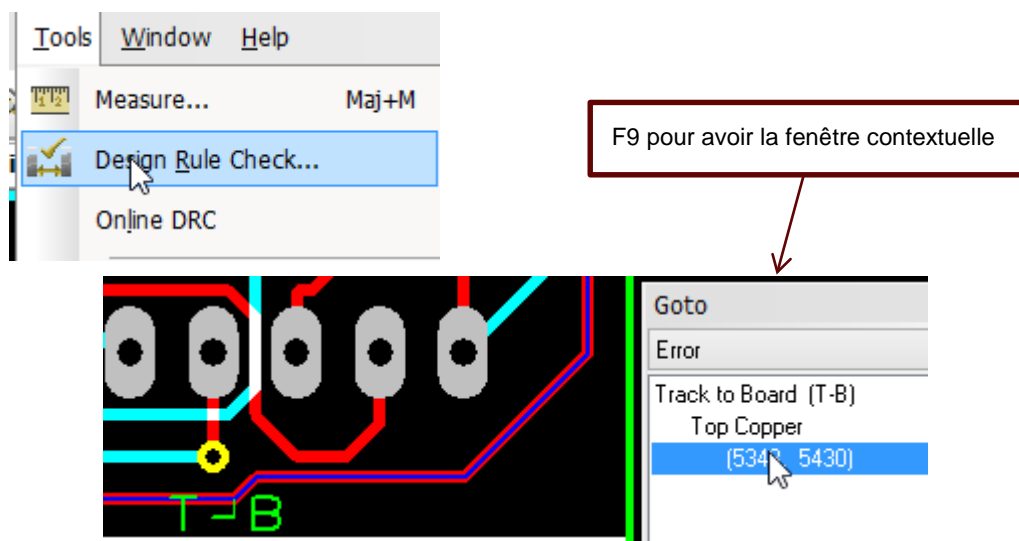 Tools Window Help
Measure... Maj+M
Design Rule Check...
Online DRC
F9 pour avoir la fenêtre contextuelle
Goto
Error
Track to Board (T-B)
Top Copper
5430)
T-B